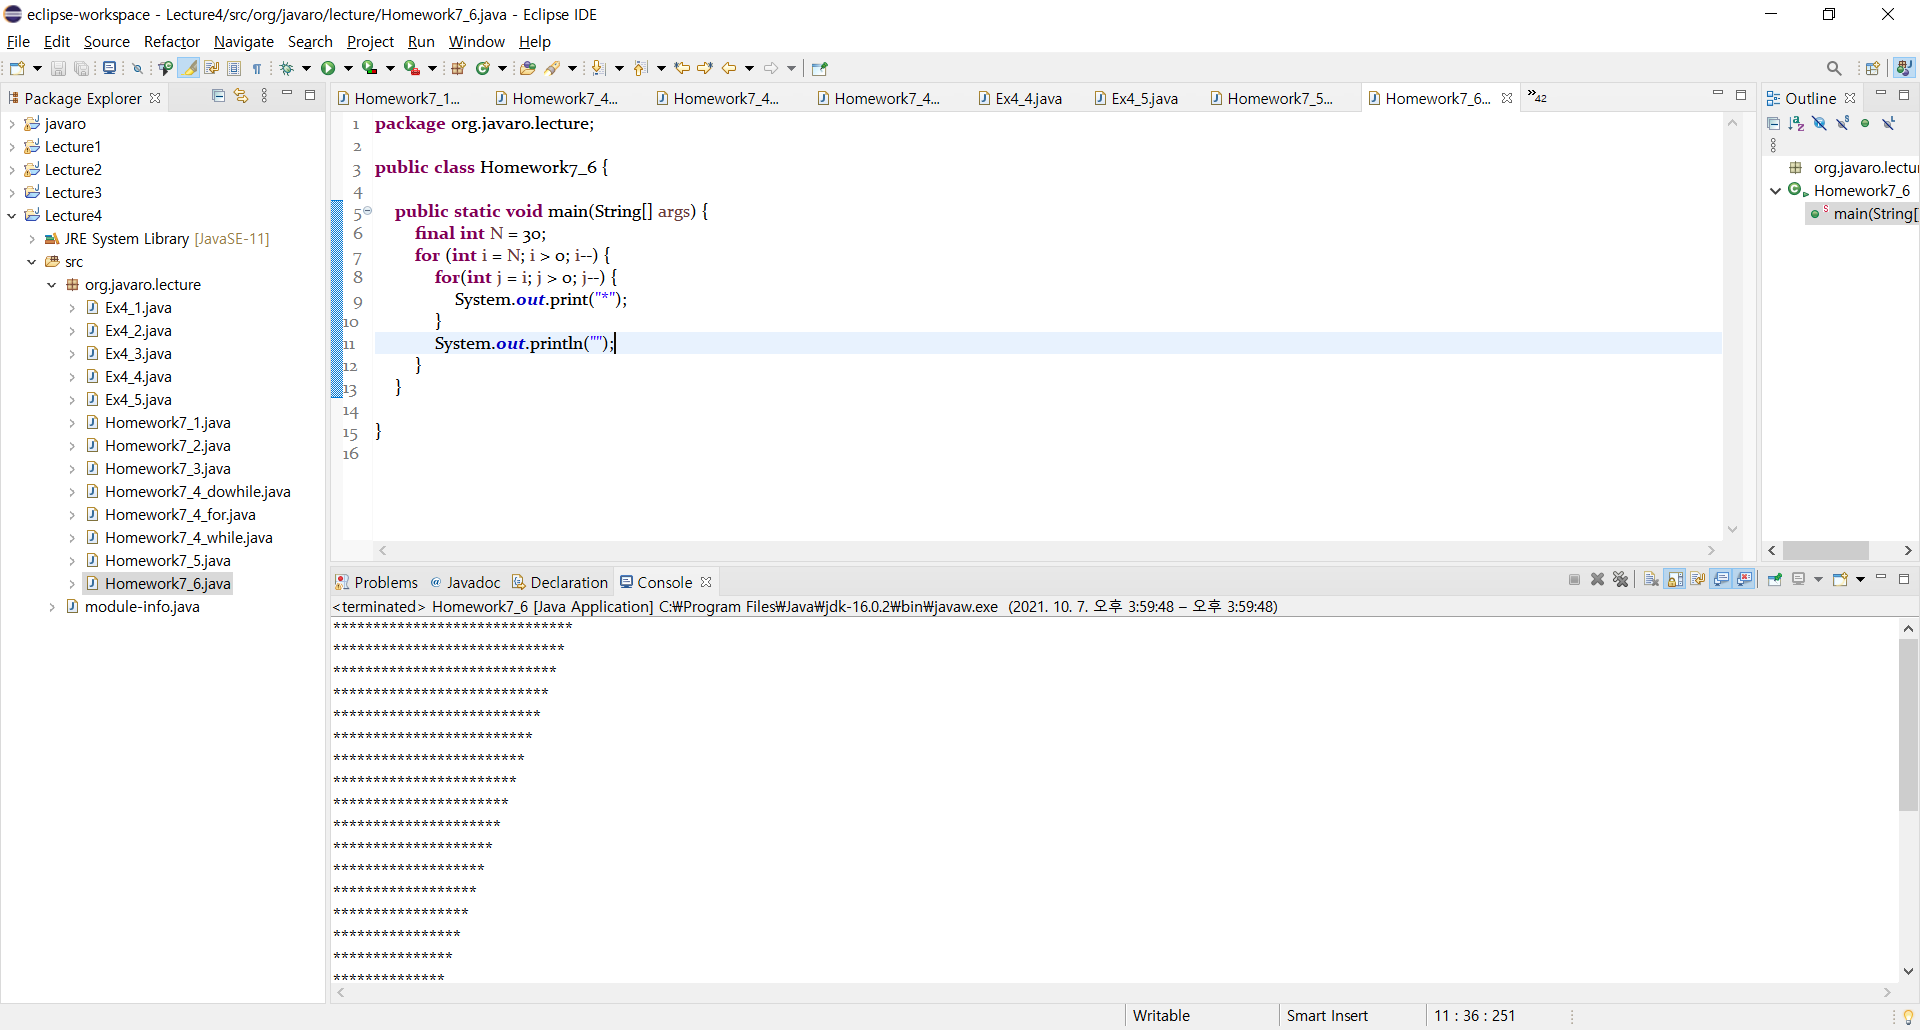 eclipse-workspace - Lecture4/src/org/javaro/lecture/Homework7_6.java - Eclipse IDE
File Edit Source Refactor Navigate Search Project Run Window Help
Package Explorer
javaro
Lecture1
Lecture2
Lecture3
Lecture4
JRE System Library [JavaSE-11]
src
org.javaro.lecture
Ex4_1.java
Ex4_2.java
Ex4_3.java
Ex4_4.java
Ex4_5.java
Homework7_1.java
Homework7_2.java
Homework7_3.java
Homework7_4_dowhile.java
Homework7_4_for.java
Homework7_4_while.java
Homework7_5.java
Homework7_6.java
module-info.java
Homework7_1... Homework7_4... Homework7_4... Homework7_4... Ex4_4.java Ex4_5.java Homework7_5... Homework7_6... »42
1 package org.javaro.lecture;
2
3 public class Homework7_6 {
4
5 public static void main(String[] args) {
6 final int N = 30;
7 for (int i = N; i > 0; i--) {
8 for(int j = i; j > 0; j--) {
9 System.out.print("*");
10 }
11 System.out.println("");
12 }
13 }
14
15 }
16
Outline
org.javaro.lectu
Homework7_6
main(String[
Problems @ Javadoc Declaration Console
<terminated> Homework7_6 [Java Application] C:₩Program Files₩Java₩jdk-16.0.2₩bin₩javaw.exe (2021. 10. 7. 오후 3:59:48 – 오후 3:59:48)
******************************
*****************************
****************************
***************************
**************************
*************************
************************
***********************
**********************
*********************
********************
*******************
******************
*****************
****************
***************
**************
Writable Smart Insert 11 : 36 : 251